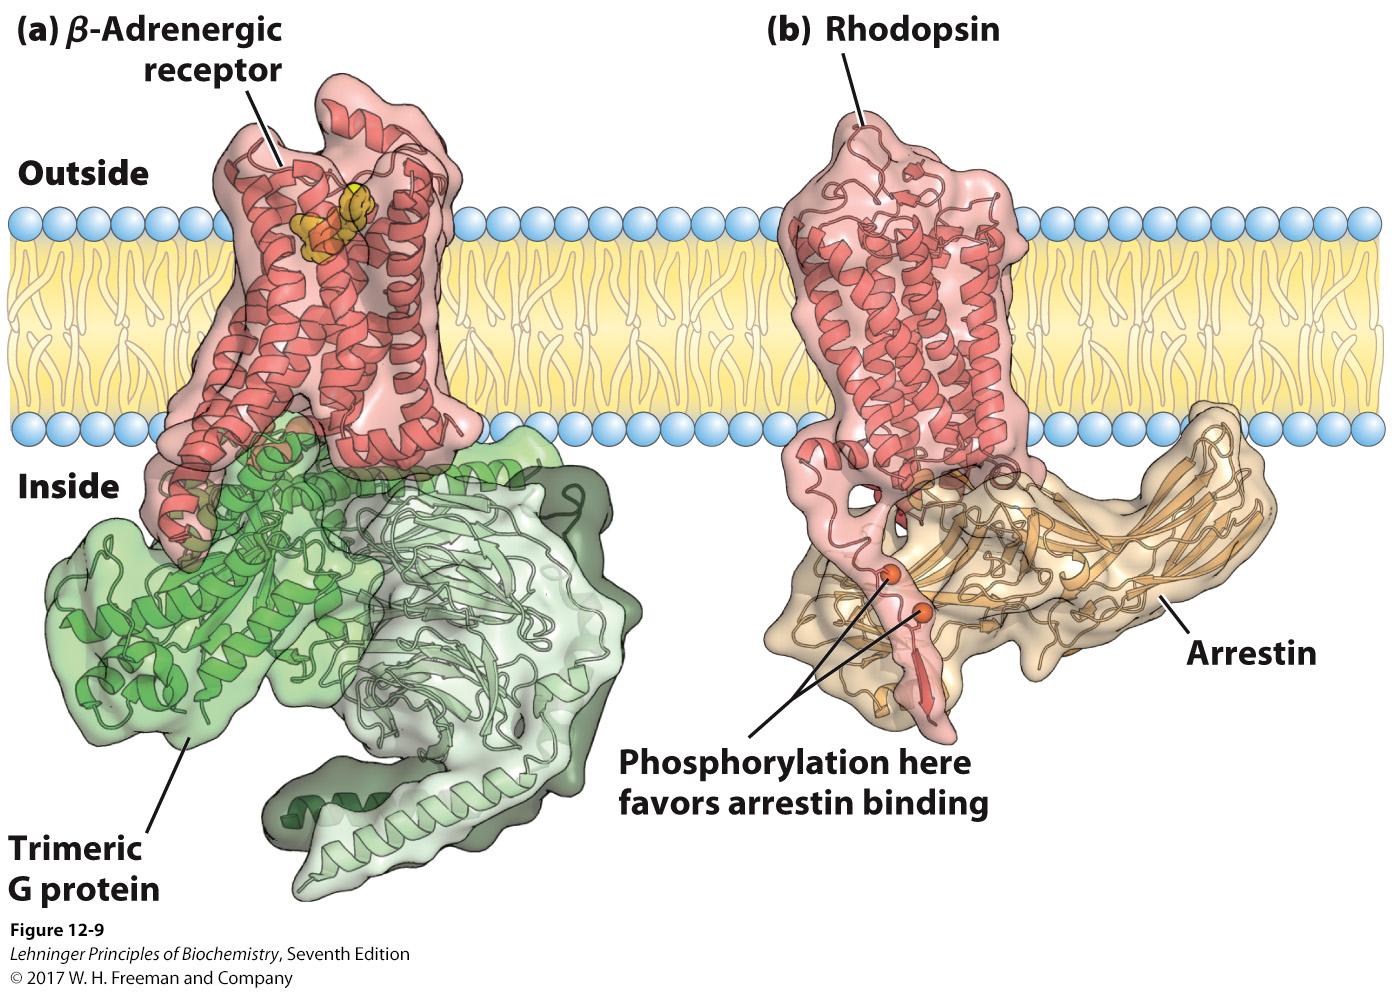 (a) β-Adrenergic
receptor
(b) Rhodopsin
Outside
Inside
Arrestin
Phosphorylation here
favors arrestin binding
Trimeric
G protein
Figure 12-9
Lehninger Principles of Biochemistry, Seventh Edition
© 2017 W. H. Freeman and Company